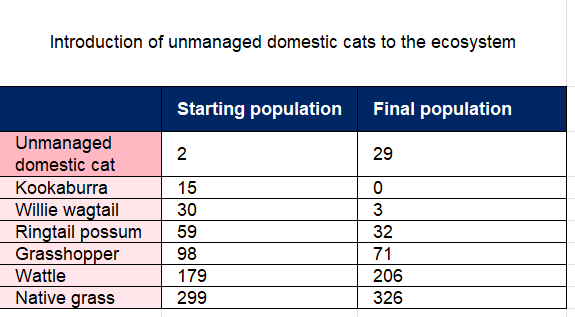 Introduction of unmanaged domestic cats to the ecosystem
Starting population Final population
Unmanaged
domestic cat 2 29
Kookaburra 15 0
Willie wagtail 30 3
Ringtail possum 59 32
Grasshopper 98 71
Wattle 179 206
Native grass 299 326